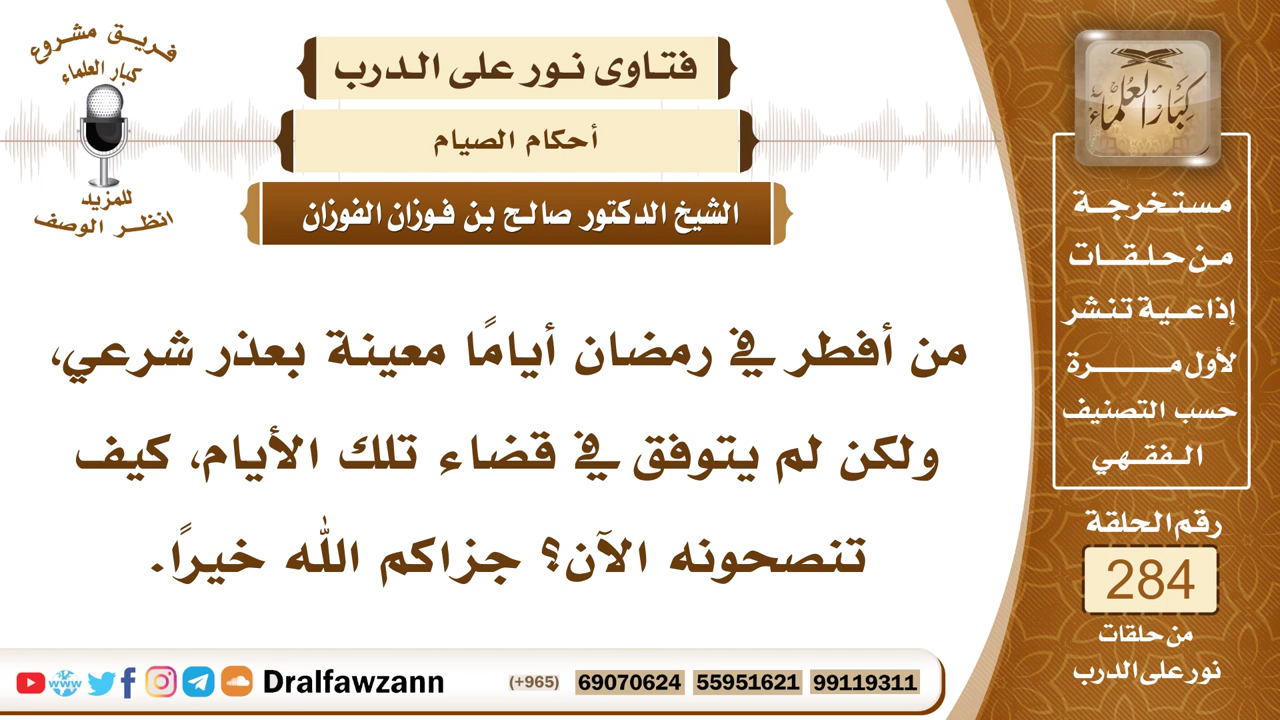 فريق مشروع
كبار العلماء
للمزيد
انظر الوصف
فتاوى نور على الدرب
أحكام الصيام
الشيخ الدكتور صالح بن فوزان الفوزان
من أفطر في رمضان أيامًا معينة بعذر شرعي،
ولكن لم يتوفق في قضاء تلك الأيام، كيف
تنصحونه الآن؟ جزاكم الله خيرًا.
كبار العلماء
مستخرجة
من حلقات
إذاعية تنشر
لأول مرة
حسب التصنيف
الفقهي
رقم الحلقة
284
من حلقات
نور على الدرب
www
Dralfawzann (+965) 69070624 55951621 99119311